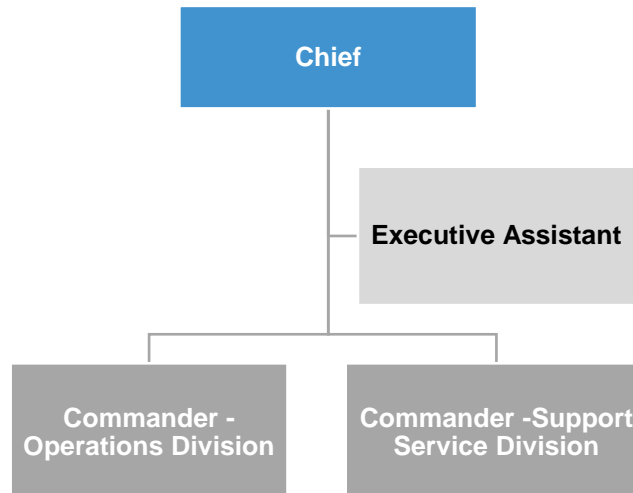 Chief
Executive Assistant
Commander -
Operations Division
Commander -Support
Service Division